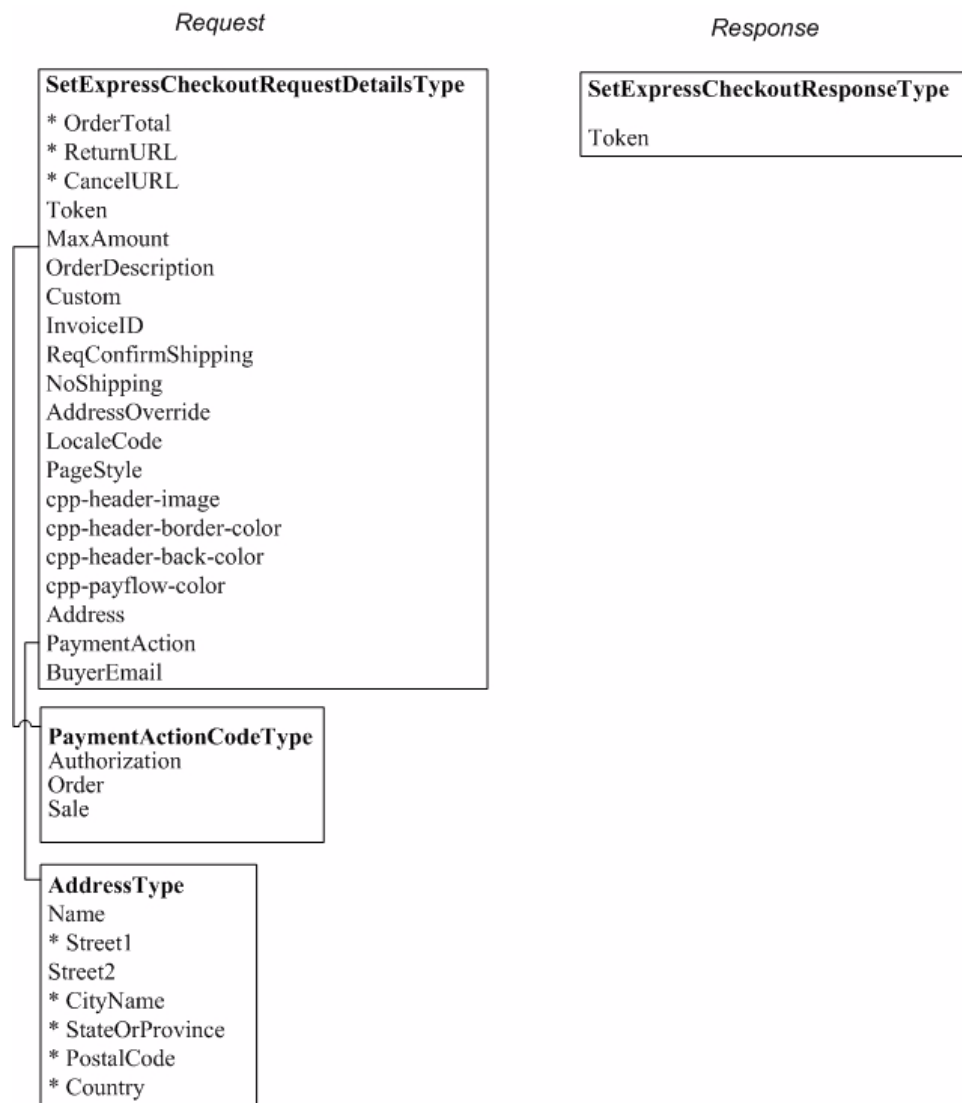 Request
Response
SetExpressCheckoutRequestDetailsType
* OrderTotal
* ReturnURL
* CancelURL
Token
MaxAmount
OrderDescription
Custom
InvoiceID
ReqConfirmShipping
NoShipping
AddressOverride
LocaleCode
PageStyle
cpp-header-image
cpp-header-border-color
cpp-header-back-color
cpp-payflow-color
Address
PaymentAction
BuyerEmail
SetExpressCheckoutResponseType
Token
PaymentActionCodeType
Authorization
Order
Sale
AddressType
Name
* Street1
Street2
* CityName
* StateOrProvince
* PostalCode
* Country